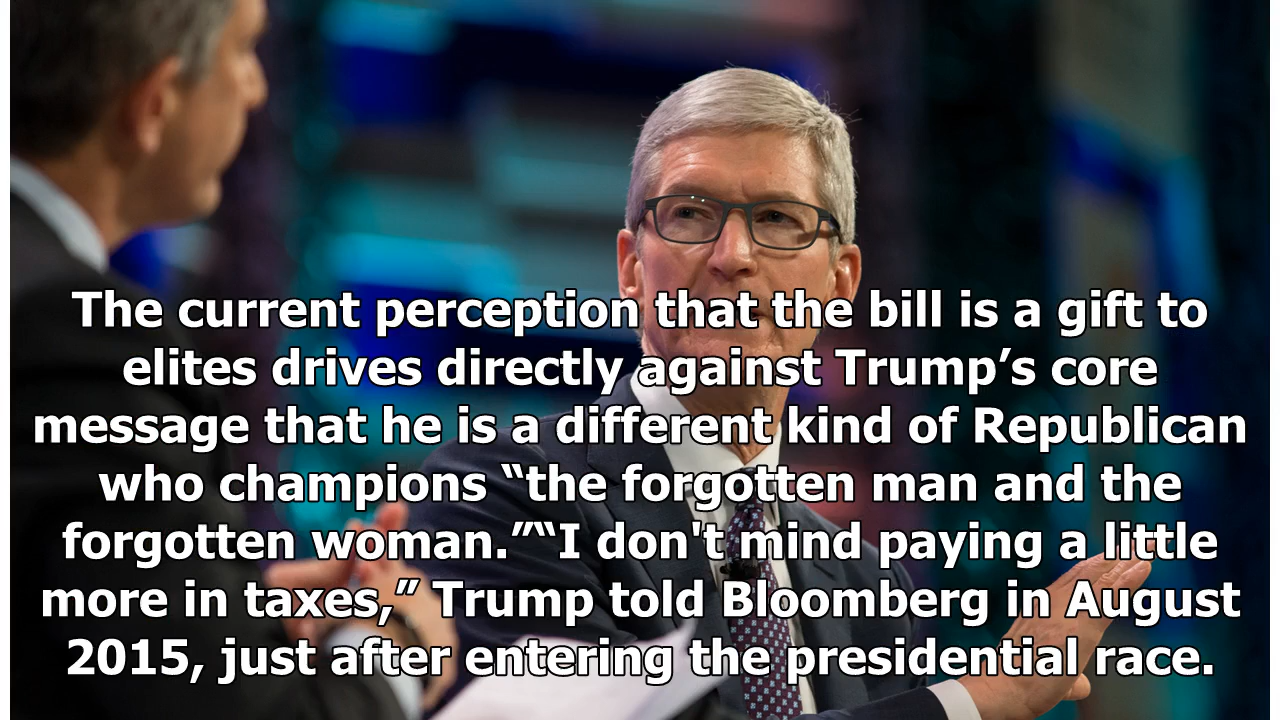 The current perception that the bill is a gift to
elites drives directly against Trump’s core
message that he is a different kind of Republican
who champions “the forgotten man and the
forgotten woman.”“I don't mind paying a little
more in taxes,” Trump told Bloomberg in August
2015, just after entering the presidential race.